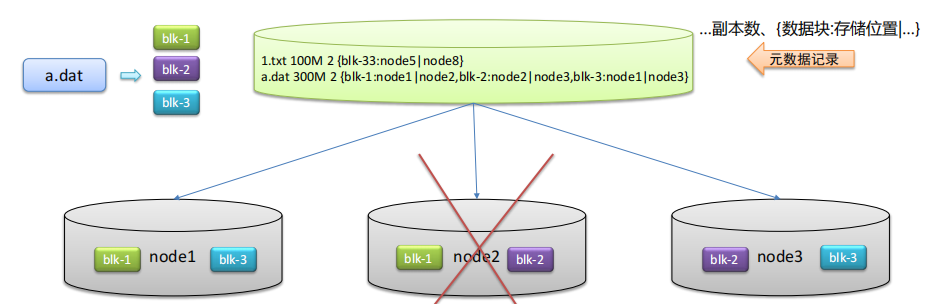 ...副本数、{数据块:存储位置|...}
blk-1
1.txt 100M 2 {blk-33:node5|node8}
元数据记录
a.dat
blk-2
a.dat 300M 2 {blk-1:node1|node2,blk-2:node2|node3,blk-3:node1|node3}
blk-3
blk-1 node1 blk-3
blk-1 node2 blk-2
blk-2 node3 blk-3